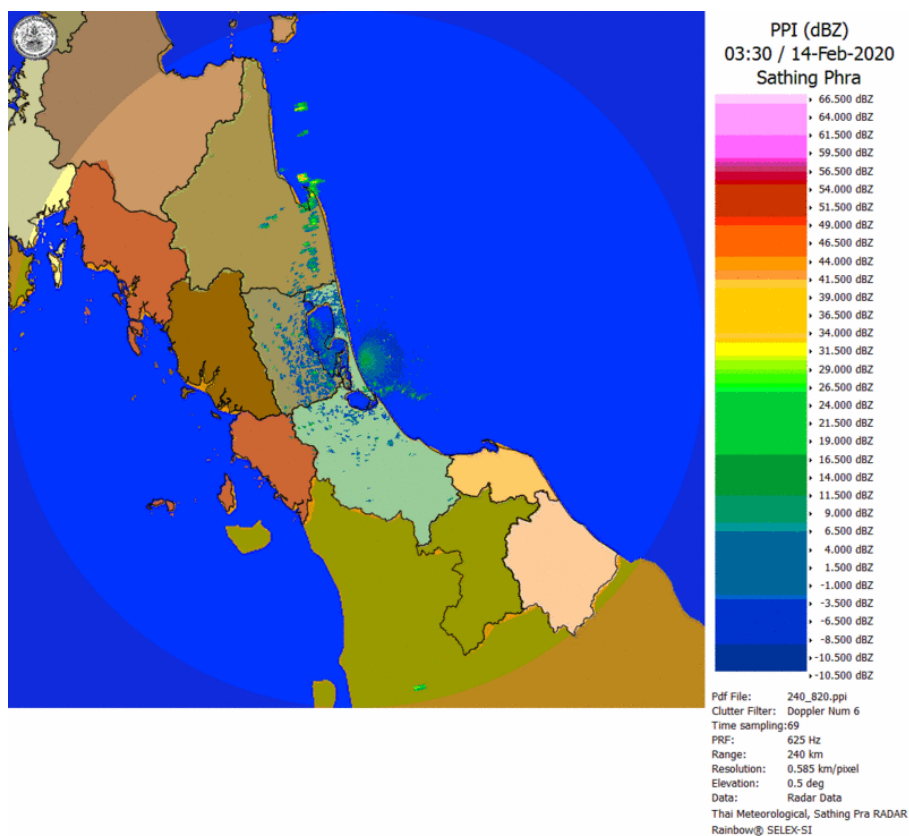 PPI (dBZ)
03:30 / 14-Feb-2020
Sathing Phra
66.500 dBZ
64.000 dBZ
61.500 dBZ
59.500 dBZ
56.500 dBZ
54.000 dBZ
51.500 dBZ
49.000 dBZ
46.500 dBZ
44.000 dBZ
41.500 dBZ
39.000 dBZ
36.500 dBZ
34.000 dBZ
31.500 dBZ
29.000 dBZ
26.500 dBZ
24.000 dBZ
21.500 dBZ
19.000 dBZ
16.500 dBZ
14.000 dBZ
11.500 dBZ
9.000 dBZ
6.500 dBZ
4.000 dBZ
1.500 dBZ
-1.000 dBZ
-3.500 dBZ
-6.500 dBZ
-8.500 dBZ
-10.500 dBZ
-10.500 dBZ
Pdf File: 240_820.ppi
Clutter Filter: Doppler Num 6
Time sampling:69
PRF: 625 Hz
Range: 240 km
Resolution: 0.585 km/pixel
Elevation: 0.5 deg
Data: Radar Data
Thai Meteorological, Sathing Pra RADAR
Rainbow® SELEX-SI